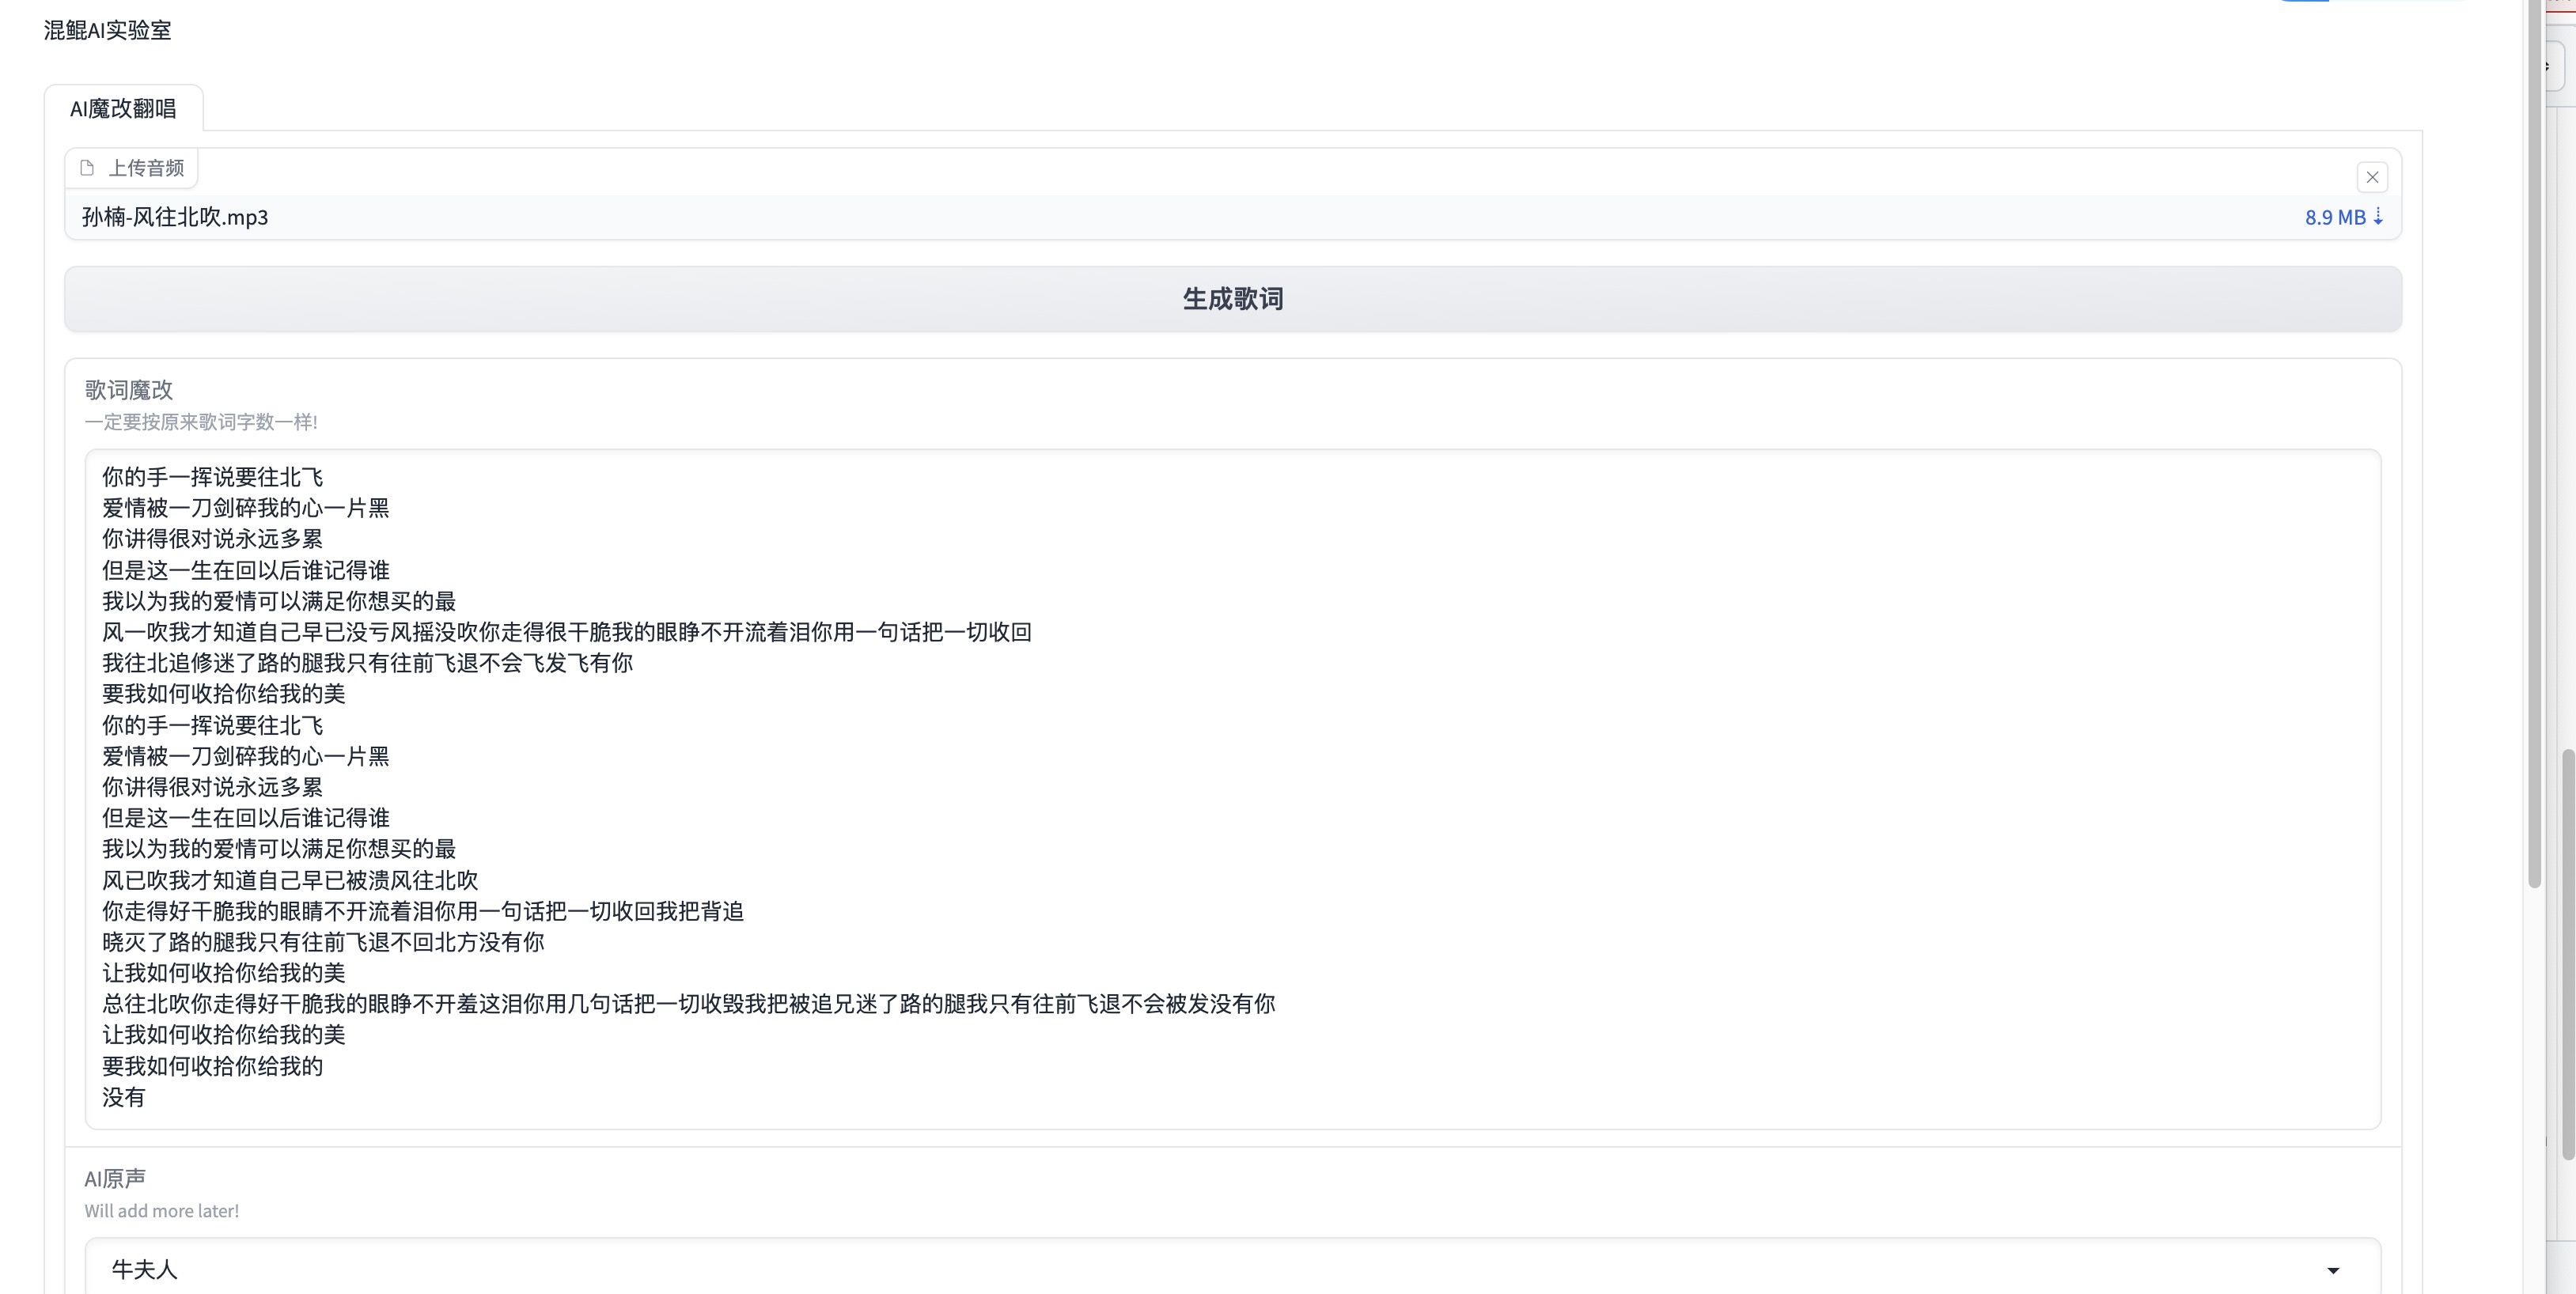 混鲲AI实验室
AI魔改翻唱
上传音频
孙楠-风往北吹.mp3
8.9 MB ⇣
生成歌词
歌词魔改
一定要按原来歌词字数一样!
你的手一挥说要往北飞
爱情被一刀剑碎我的心一片黑
你讲得很对说永远多累
但是这一生在回以后谁记得谁
我以为我的爱情可以满足你想买的最
风一吹我才知道自己早已没亏风摇没吹你走得很干脆我的眼睁不开流着泪你用一句话把一切收回
我往北追修迷了路的腿我只有往前飞退不会飞发飞有你
要我如何收拾你给我的美
你的手一挥说要往北飞
爱情被一刀剑碎我的心一片黑
你讲得很对说永远多累
但是这一生在回以后谁记得谁
我以为我的爱情可以满足你想买的最
风已吹我才知道自己早已被溃风往北吹
你走得好干脆我的眼睛不开流着泪你用一句话把一切收回我把背追
晓灭了路的腿我只有往前飞退不回北方没有你
让我如何收拾你给我的美
总往北吹你走得好干脆我的眼睁不开羞这泪你用几句话把一切收毁我把被追兄迷了路的腿我只有往前飞退不会被发没有你
让我如何收拾你给我的美
要我如何收拾你给我的
没有
AI原声
Will add more later!
牛夫人